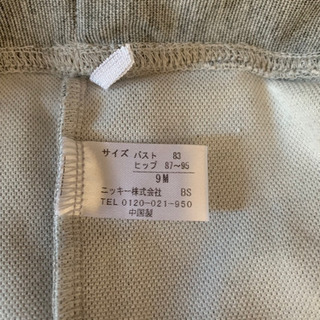 サイズ バスト 83
ヒップ 87〜95
9M
ニッキー株式会社 BS
TEL 0120-021-950
中国製